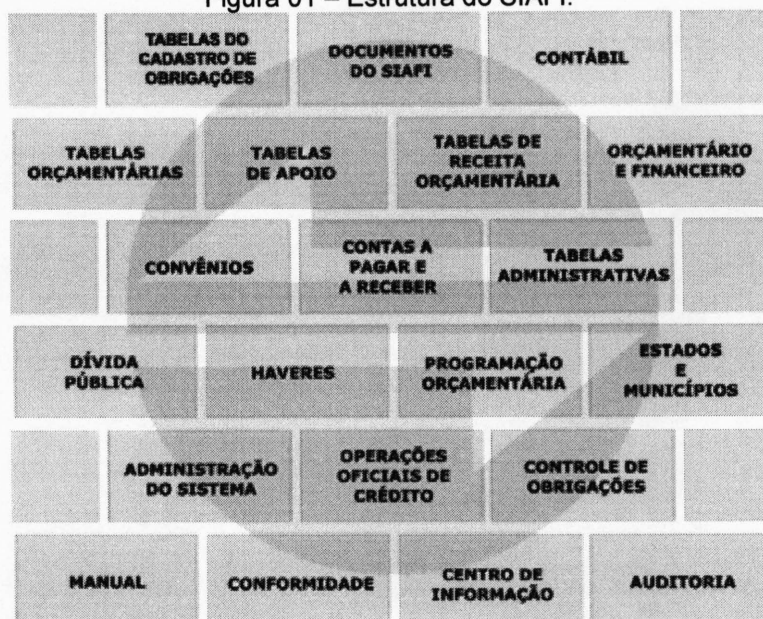 Figura 01 – Estrutura do SIAFI.
TABELAS DO
CADASTRO DE
OBRIGAÇÕES
DOCUMENTOS
DO SIAFI
CONTÁBIL
TABELAS
ORÇAMENTÁRIAS
TABELAS
DE APOIO
TABELAS DE
RECEITA
ORÇAMENTÁRIA
ORÇAMENTÁRIO
E FINANCEIRO
CONVÊNIOS
CONTAS A
PAGAR E
A RECEBER
TABELAS
ADMINISTRATIVAS
DÍVIDA
PÚBLICA
HAVERES
PROGRAMAÇÃO
ORÇAMENTÁRIA
ESTADOS
E
MUNICÍPIOS
ADMINISTRAÇÃO
DO SISTEMA
OPERAÇÕES
OFICIAIS DE
CRÉDITO
CONTROLE DE
OBRIGAÇÕES
MANUAL
CONFORMIDADE
CENTRO DE
INFORMAÇÃO
AUDITORIA